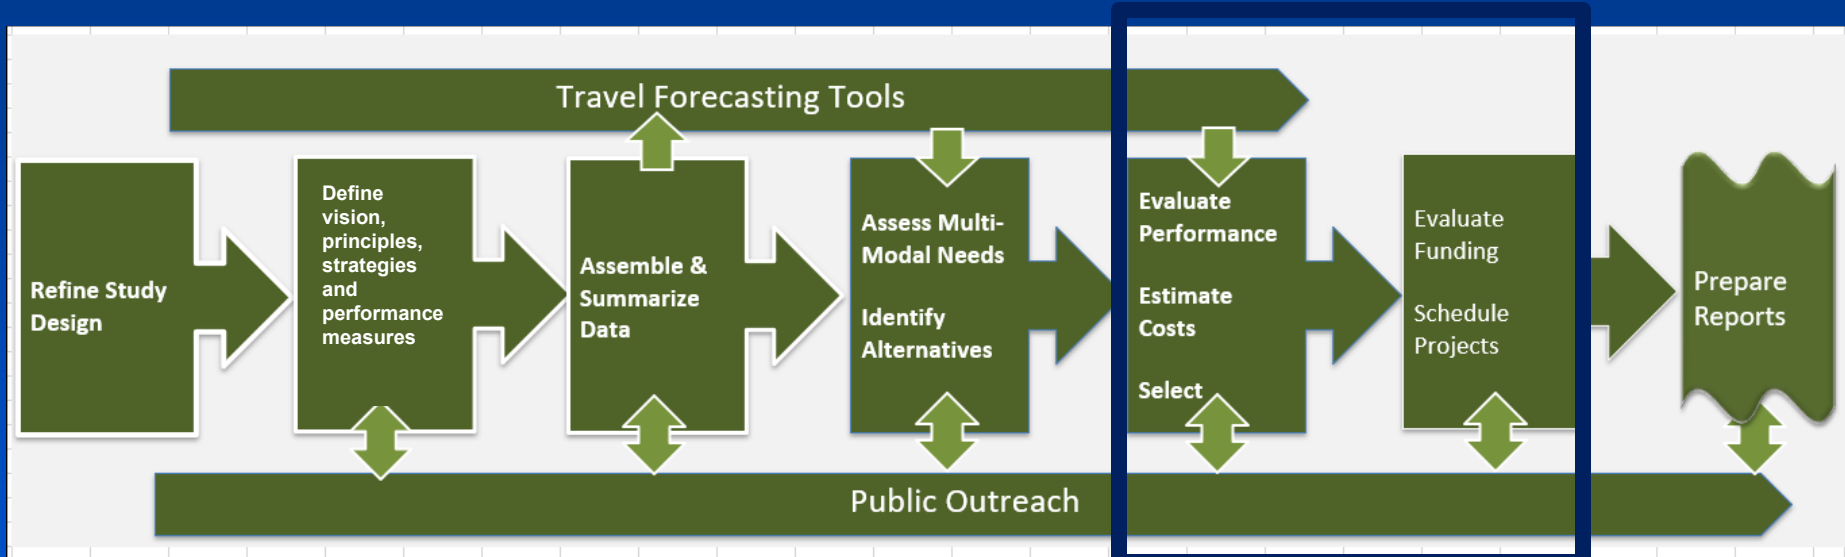 Travel Forecasting Tools
Refine Study
Design
Define
vision,
principles,
strategies
and
performance
measures
Assemble &
Summarize
Data
Assess Multi-
Modal Needs
Identify
Alternatives
Evaluate
Performance
Estimate
Costs
Select
Evaluate
Funding
Schedule
Projects
Prepare
Reports
Public Outreach